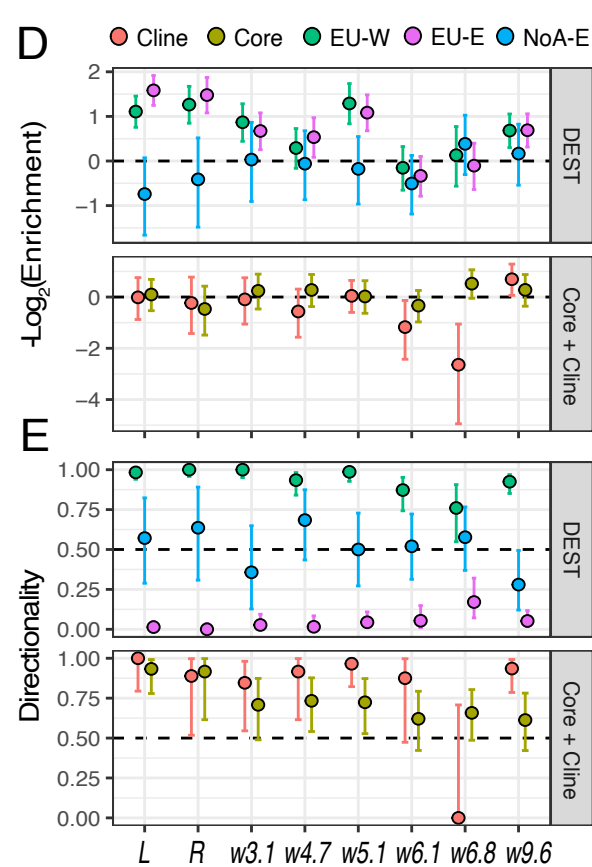 D
Cline Core EU-W EU-E NoA-E
-Log2(Enrichment)
2
1
0
−1
DEST
0
−2
−4
Core + Cline
E
Directionality
1.00
0.75
0.50
0.25
0.00
DEST
1.00
0.75
0.50
0.25
0.00
Core + Cline
L R w3.1 w4.7 w5.1 w6.1 w6.8 w9.6